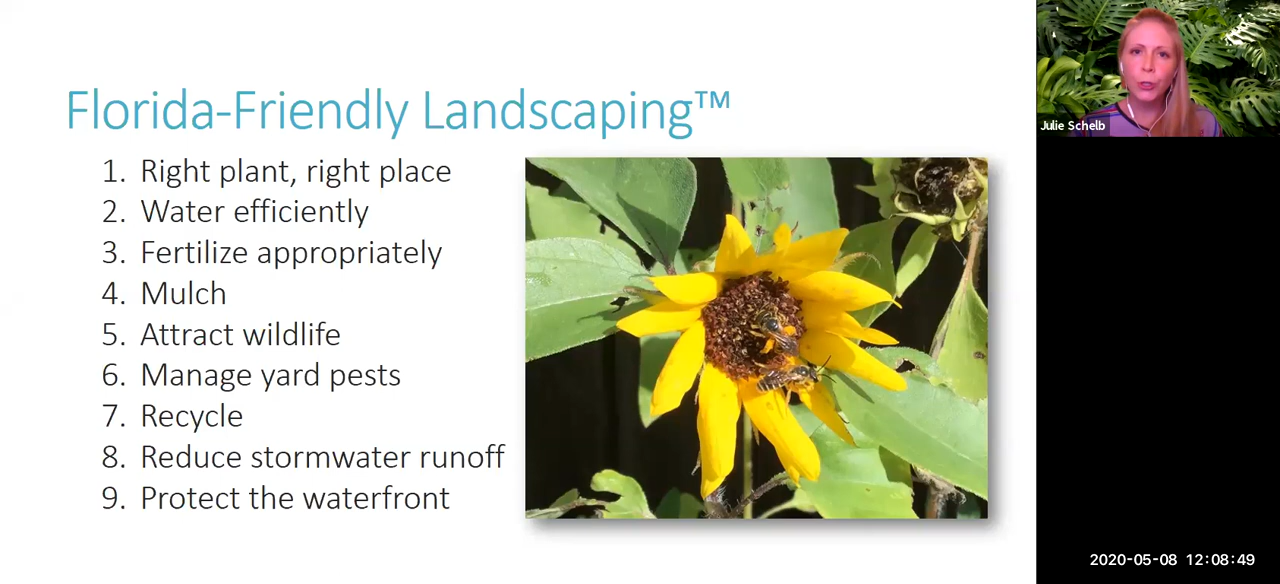 Florida-Friendly Landscaping™
1. Right plant, right place
2. Water efficiently
3. Fertilize appropriately
4. Mulch
5. Attract wildlife
6. Manage yard pests
7. Recycle
8. Reduce stormwater runoff
9. Protect the waterfront
Julie Schelb
2020-05-08 12:08:49